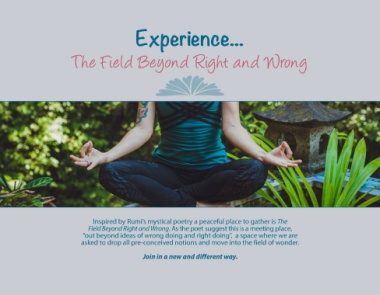 Experience...
The Field Beyond Right and Wrong
Inspired by Rumi's mystical poetry a peaceful place to gather is The
Field Beyond Right and Wrong. As the poet suggest this is a meeting place,
"out beyond ideas of wrong doing and right doing", a space where we are
asked to drop all pre-conceived notions and move into the field of wonder.
Join in a new and different way.